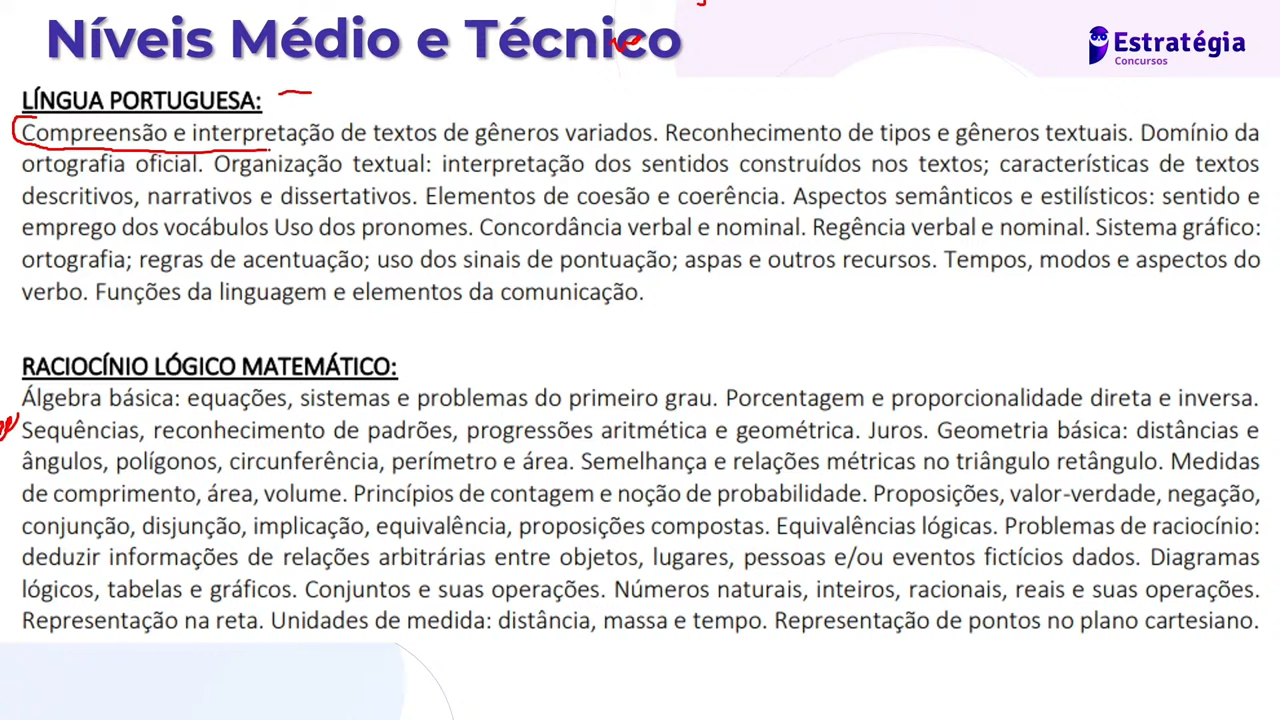 Níveis Médio e Técnico
Estratégia
Concursos
LÍNGUA PORTUGUESA:
Compreensão e interpretação de textos de gêneros variados. Reconhecimento de tipos e gêneros textuais. Domínio da
ortografia oficial. Organização textual: interpretação dos sentidos construídos nos textos; características de textos
descritivos, narrativos e dissertativos. Elementos de coesão e coerência. Aspectos semânticos e estilísticos: sentido e
emprego dos vocábulos Uso dos pronomes. Concordância verbal e nominal. Regência verbal e nominal. Sistema gráfico:
ortografia; regras de acentuação; uso dos sinais de pontuação; aspas e outros recursos. Tempos, modos e aspectos do
verbo. Funções da linguagem e elementos da comunicação.
RACIOCÍNIO LÓGICO MATEMÁTICO:
Álgebra básica: equações, sistemas e problemas do primeiro grau. Porcentagem e proporcionalidade direta e inversa.
Sequências, reconhecimento de padrões, progressões aritmética e geométrica. Juros. Geometria básica: distâncias e
ângulos, polígonos, circunferência, perímetro e área. Semelhança e relações métricas no triângulo retângulo. Medidas
de comprimento, área, volume. Princípios de contagem e noção de probabilidade. Proposições, valor-verdade, negação,
conjunção, disjunção, implicação, equivalência, proposições compostas. Equivalências lógicas. Problemas de raciocínio:
deduzir informações de relações arbitrárias entre objetos, lugares, pessoas e/ou eventos fictícios dados. Diagramas
lógicos, tabelas e gráficos. Conjuntos e suas operações. Números naturais, inteiros, racionais, reais e suas operações.
Representação na reta. Unidades de medida: distância, massa e tempo. Representação de pontos no plano cartesiano.